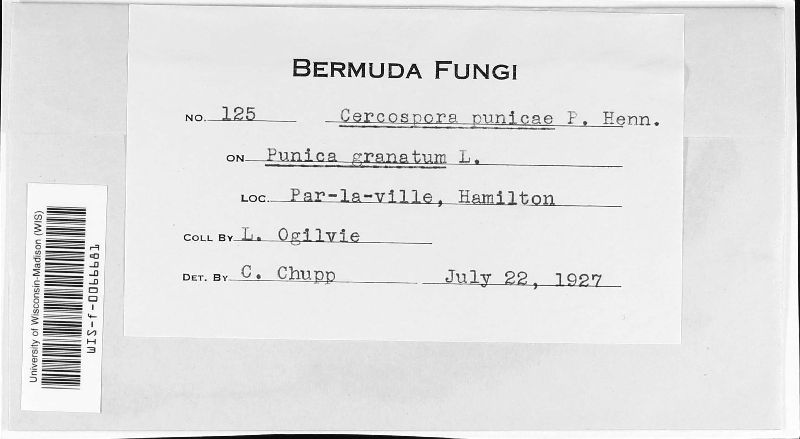 BERMUDA FUNGI
NO. 125 Cercospora punicae P. Henn.
ON Punica granatum L.
LOC. Par-la-ville, Hamilton
COLL BY L. Ogilvie
DET. BY C. Chupp July 22, 1927
University of Wisconsin-Madison (WIS)
WIS-f-0066681